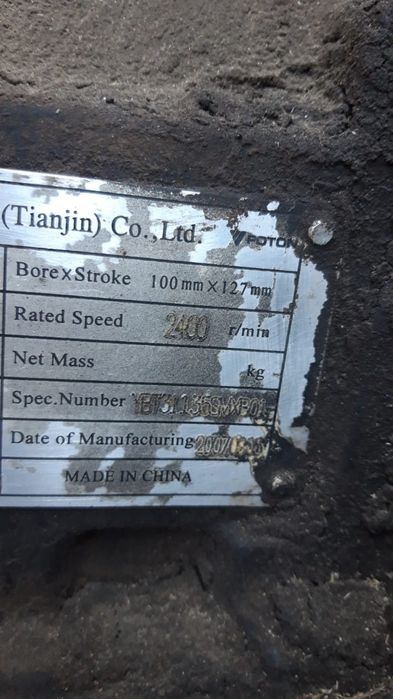 (Tianjin) Co.,Ltd. FOTON
Bore×Stroke 100mm×127mm
Rated Speed 2400 r/min
Net Mass kg
Spec.Number
Date of Manufacturing 2007
MADE IN CHINA